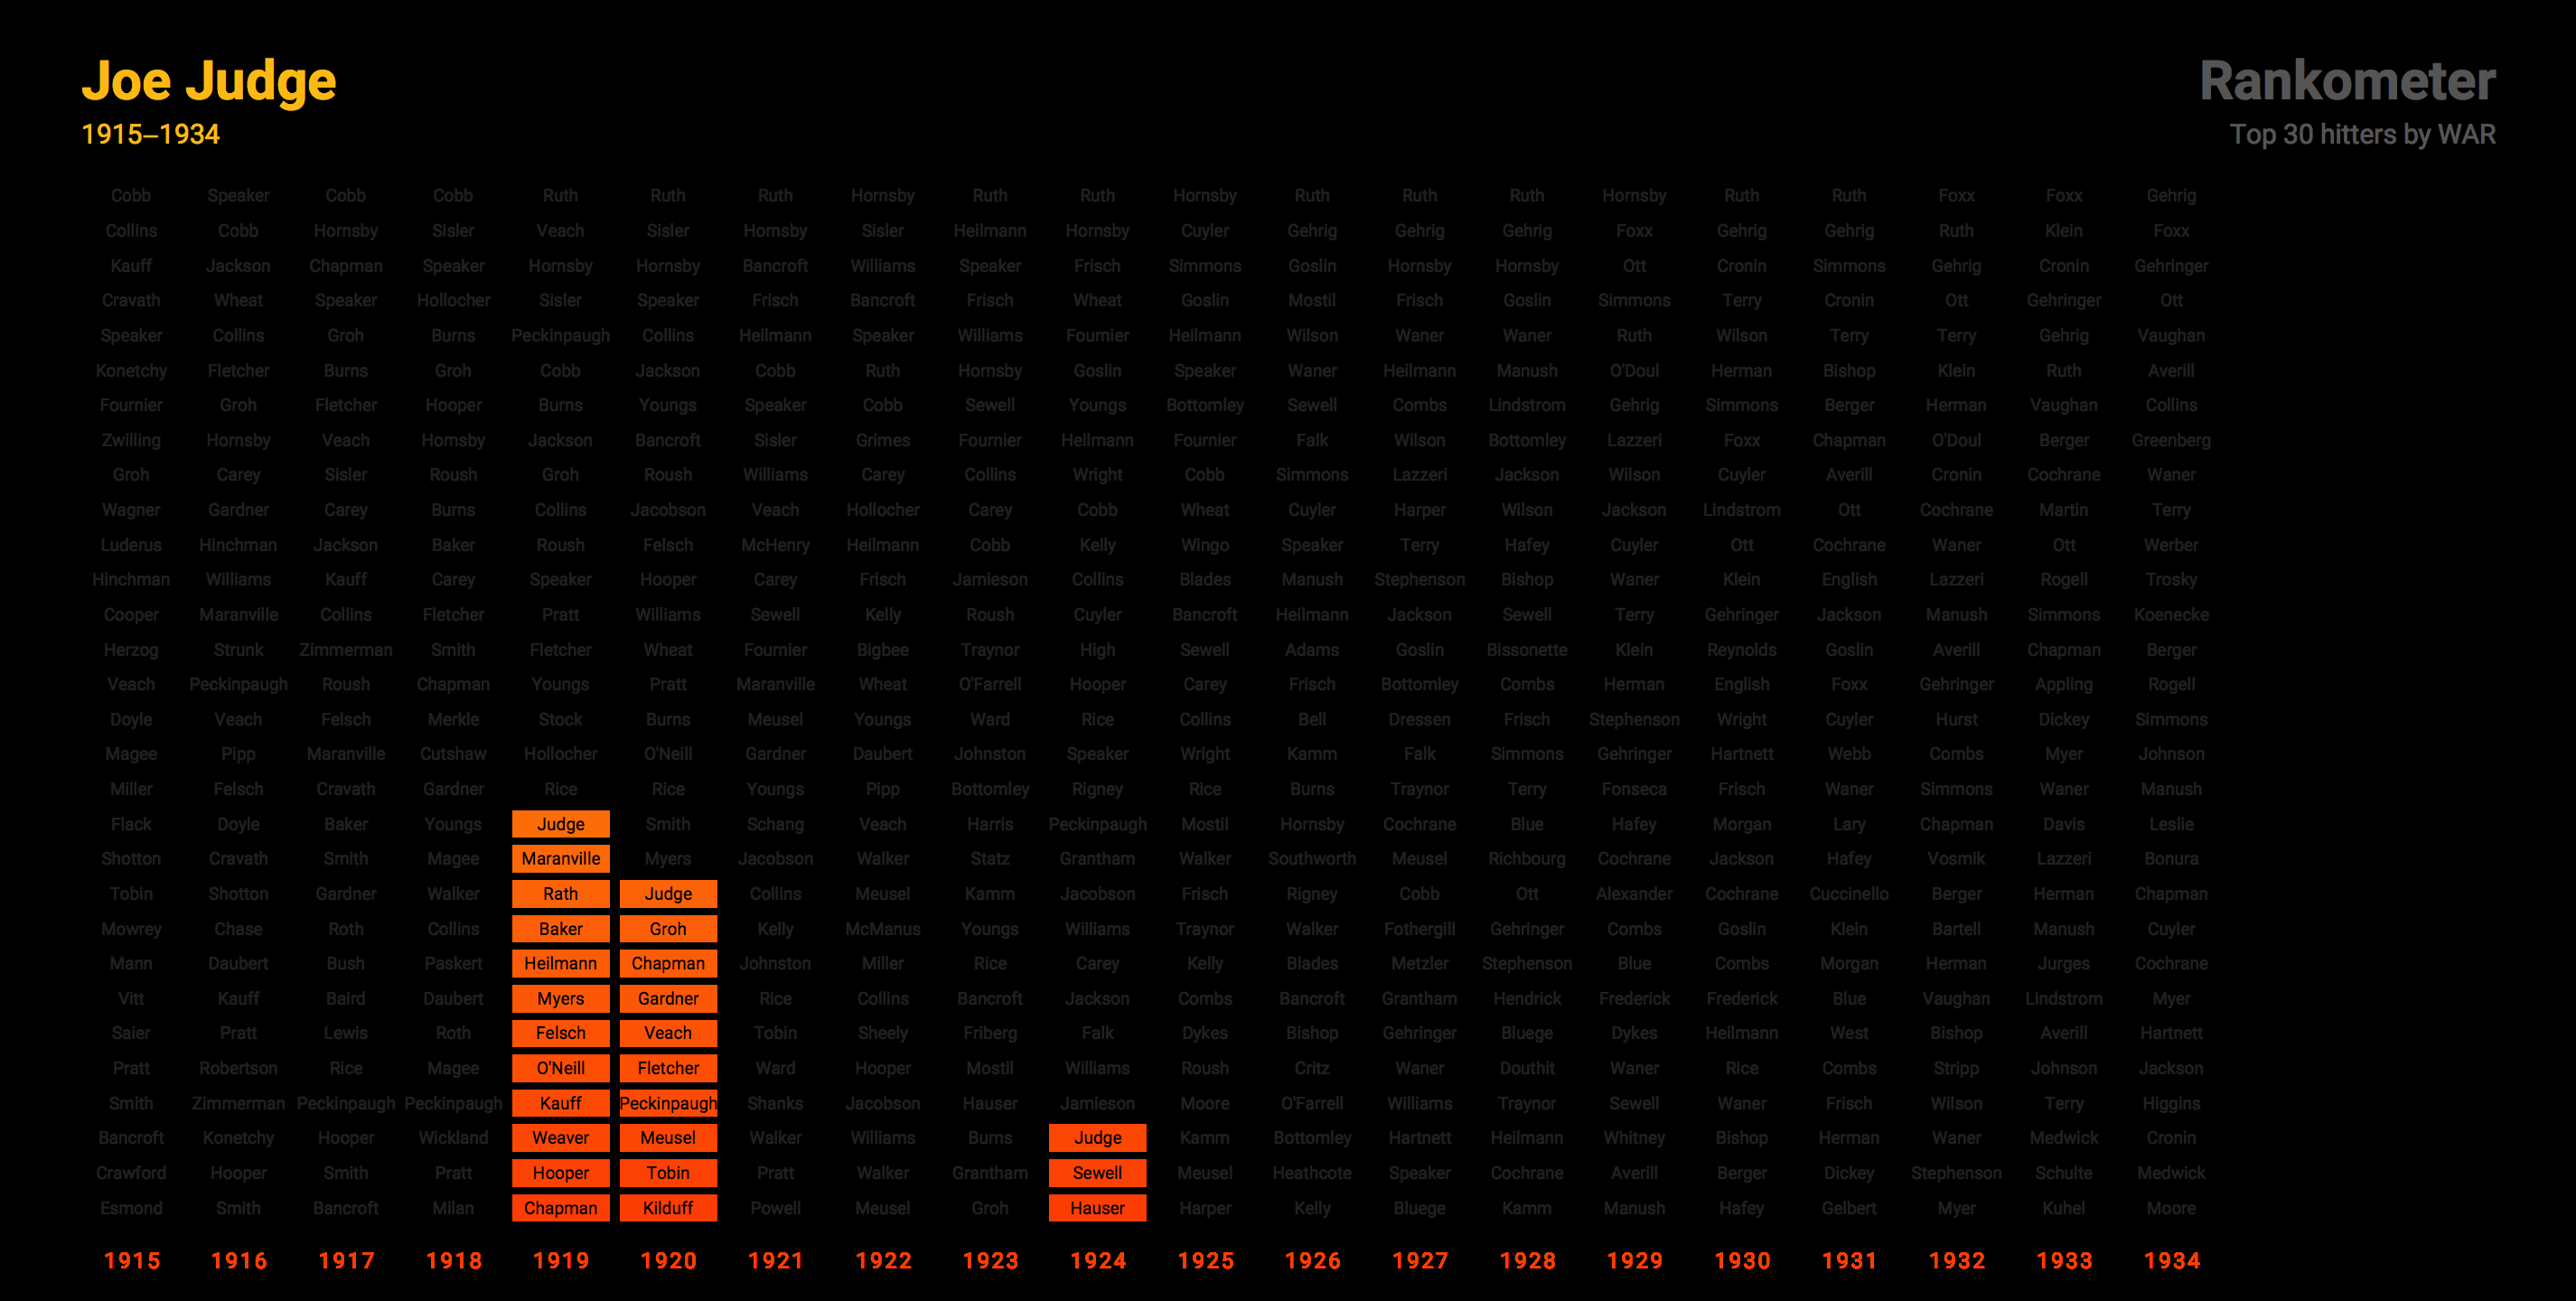 Joe Judge
1915–1934
Rankometer
Top 30 hitters by WAR
Cobb Speaker Cobb Cobb Ruth Ruth Ruth Hornsby Ruth Ruth Hornsby Ruth Ruth Ruth Hornsby Ruth Ruth Foxx Foxx Gehrig
Collins Cobb Hornsby Sisler Veach Sisler Hornsby Sisler Heilmann Hornsby Cuyler Gehrig Gehrig Gehrig Foxx Gehrig Gehrig Ruth Klein Foxx
Kauff Jackson Chapman Speaker Hornsby Hornsby Bancroft Williams Speaker Frisch Simmons Goslin Hornsby Hornsby Ott Cronin Simmons Gehrig Cronin Gehringer
Cravath Wheat Speaker Hollocher Sisler Speaker Frisch Bancroft Frisch Wheat Goslin Mostil Frisch Goslin Simmons Terry Cronin Ott Gehringer Ott
Speaker Collins Groh Burns Peckinpaugh Collins Heilmann Speaker Williams Fournier Heilmann Wilson Waner Waner Ruth Wilson Terry Terry Gehrig Vaughan
Konetchy Fletcher Burns Groh Cobb Jackson Cobb Ruth Hornsby Goslin Speaker Waner Heilmann Manush O'Doul Herman Bishop Klein Ruth Averill
Fournier Groh Fletcher Hooper Burns Youngs Speaker Cobb Sewell Youngs Bottomley Sewell Combs Lindstrom Gehrig Simmons Berger Herman Vaughan Collins
Zwilling Hornsby Veach Hornsby Jackson Bancroft Sisler Grimes Fournier Heilmann Fournier Falk Wilson Bottomley Lazzeri Foxx Chapman O'Doul Berger Greenberg
Groh Carey Sisler Roush Groh Roush Williams Carey Collins Wright Cobb Simmons Lazzeri Jackson Wilson Cuyler Averill Cronin Cochrane Waner
Wagner Gardner Carey Burns Collins Jacobson Veach Hollocher Carey Cobb Wheat Cuyler Harper Wilson Jackson Lindstrom Ott Cochrane Martin Terry
Luderus Hinchman Jackson Baker Roush Felsch McHenry Heilmann Cobb Kelly Wingo Speaker Terry Hafey Cuyler Ott Cochrane Waner Ott Werber
Hinchman Williams Kauff Carey Speaker Hooper Carey Frisch Jamieson Collins Blades Manush Stephenson Bishop Waner Klein English Lazzeri Rogell Trosky
Cooper Maranville Collins Fletcher Pratt Williams Sewell Kelly Roush Cuyler Bancroft Heilmann Jackson Sewell Terry Gehringer Jackson Manush Simmons Koenecke
Herzog Strunk Zimmerman Smith Fletcher Wheat Fournier Bigbee Traynor High Sewell Adams Goslin Bissonette Klein Reynolds Goslin Averill Chapman Berger
Veach Peckinpaugh Roush Chapman Youngs Pratt Maranville Wheat O'Farrell Hooper Carey Frisch Bottomley Combs Herman English Foxx Gehringer Appling Rogell
Doyle Veach Felsch Merkle Stock Burns Meusel Youngs Ward Rice Collins Bell Dressen Frisch Stephenson Wright Cuyler Hurst Dickey Simmons
Magee Pipp Maranville Cutshaw Hollocher O'Neill Gardner Daubert Johnston Speaker Wright Kamm Falk Simmons Gehringer Hartnett Webb Combs Myer Johnson
Miller Felsch Cravath Gardner Rice Rice Youngs Pipp Bottomley Rigney Rice Burns Traynor Terry Fonseca Frisch Waner Simmons Waner Manush
Flack Doyle Baker Youngs Judge Smith Schang Veach Harris Peckinpaugh Mostil Hornsby Cochrane Blue Hafey Morgan Lary Chapman Davis Leslie
Shotton Cravath Smith Magee Maranville Myers Jacobson Walker Statz Grantham Walker Southworth Meusel Richbourg Cochrane Jackson Hafey Vosmik Lazzeri Bonura
Tobin Shotton Gardner Walker Rath Judge Collins Meusel Kamm Jacobson Frisch Rigney Cobb Ott Alexander Cochrane Cuccinello Berger Herman Chapman
Mowrey Chase Roth Collins Baker Groh Kelly McManus Youngs Williams Traynor Walker Fothergill Gehringer Combs Goslin Klein Bartell Manush Cuyler
Mann Daubert Bush Paskert Heilmann Chapman Johnston Miller Rice Carey Kelly Blades Metzler Stephenson Blue Combs Morgan Herman Jurges Cochrane
Vitt Kauff Baird Daubert Myers Gardner Rice Collins Bancroft Jackson Combs Bancroft Grantham Hendrick Frederick Frederick Blue Vaughan Lindstrom Myer
Saier Pratt Lewis Roth Felsch Veach Tobin Sheely Friberg Falk Dykes Bishop Gehringer Bluege Dykes Heilmann West Bishop Averill Hartnett
Pratt Robertson Rice Magee O'Neill Fletcher Ward Hooper Mostil Williams Roush Critz Waner Douthit Waner Rice Combs Stripp Johnson Jackson
Smith Zimmerman Peckinpaugh Peckinpaugh Kauff Peckinpaugh Shanks Jacobson Hauser Jamieson Moore O'Farrell Williams Traynor Sewell Waner Frisch Wilson Terry Higgins
Bancroft Konetchy Hooper Wickland Weaver Meusel Walker Williams Burns Judge Kamm Bottomley Hartnett Heilmann Whitney Bishop Herman Waner Medwick Cronin
Crawford Hooper Smith Pratt Hooper Tobin Pratt Walker Grantham Sewell Meusel Heathcote Speaker Cochrane Averill Berger Dickey Stephenson Schulte Medwick
Esmond Smith Bancroft Milan Chapman Kilduff Powell Meusel Groh Hauser Harper Kelly Bluege Kamm Manush Hafey Gelbert Myer Kuhel Moore
1915 1916 1917 1918 1919 1920 1921 1922 1923 1924 1925 1926 1927 1928 1929 1930 1931 1932 1933 1934